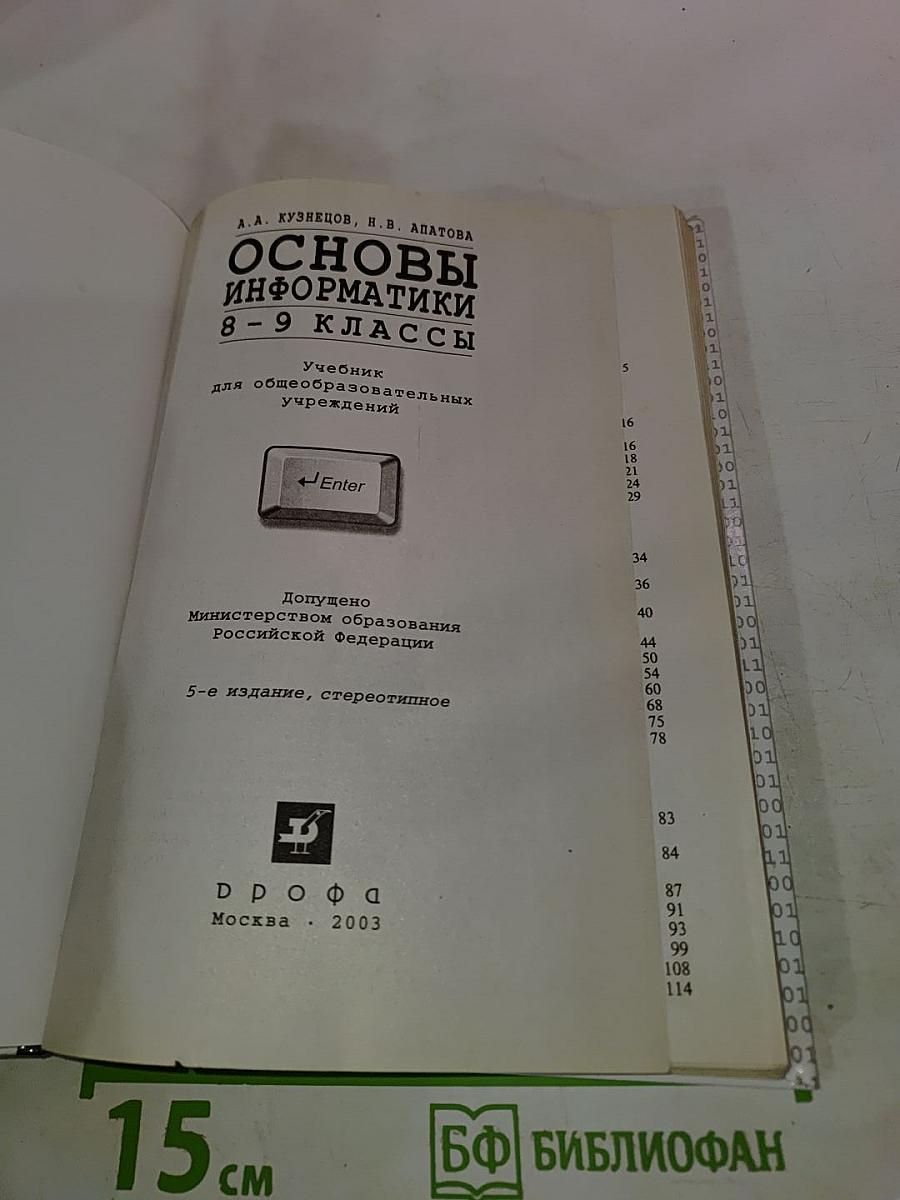 А.А. КУЗНЕЦОВ, Н.В. АПАТОВА
ОСНОВЫ
ИНФОРМАТИКИ
8-9 КЛАССЫ
Учебник
для общеобразовательных
учреждений
Enter
Допущено
Министерством образования
Российской Федерации
5-е издание, стереотипное
дрофа
Москва · 2003
5
16
16
18
21
24
29
34
36
40
44
50
54
60
68
75
78
83
84
87
91
93
99
108
114
15 см
БФ БИБЛИОФАН